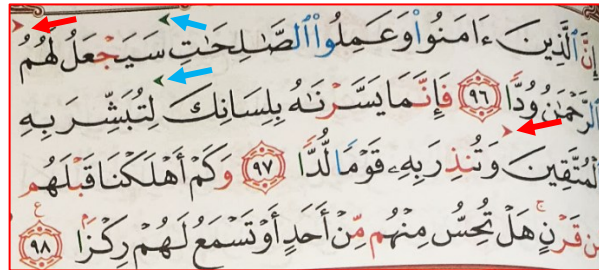 إِنَّ ٱلَّذِينَ ءَامَنُوا۟ وَعَمِلُوا۟ ٱلصَّـٰلِحَـٰتِ سَيَجْعَلُ لَهُمُ
ٱلرَّحْمَـٰنُ وُدًّا ٩٦ فَإِنَّمَا يَسَّرْنَـٰهُ بِلِسَانِكَ لِتُبَشِّرَ بِهِ
ٱلْمُتَّقِينَ وَتُنذِرَ بِهِۦ قَوْمًا لُّدًّا ٩٧ وَكَمْ أَهْلَكْنَا قَبْلَهُم
مِّن قَرْنٍ هَلْ تُحِسُّ مِنْهُم مِّنْ أَحَدٍ أَوْ تَسْمَعُ لَهُمْ رِكْزًۢا ٩٨